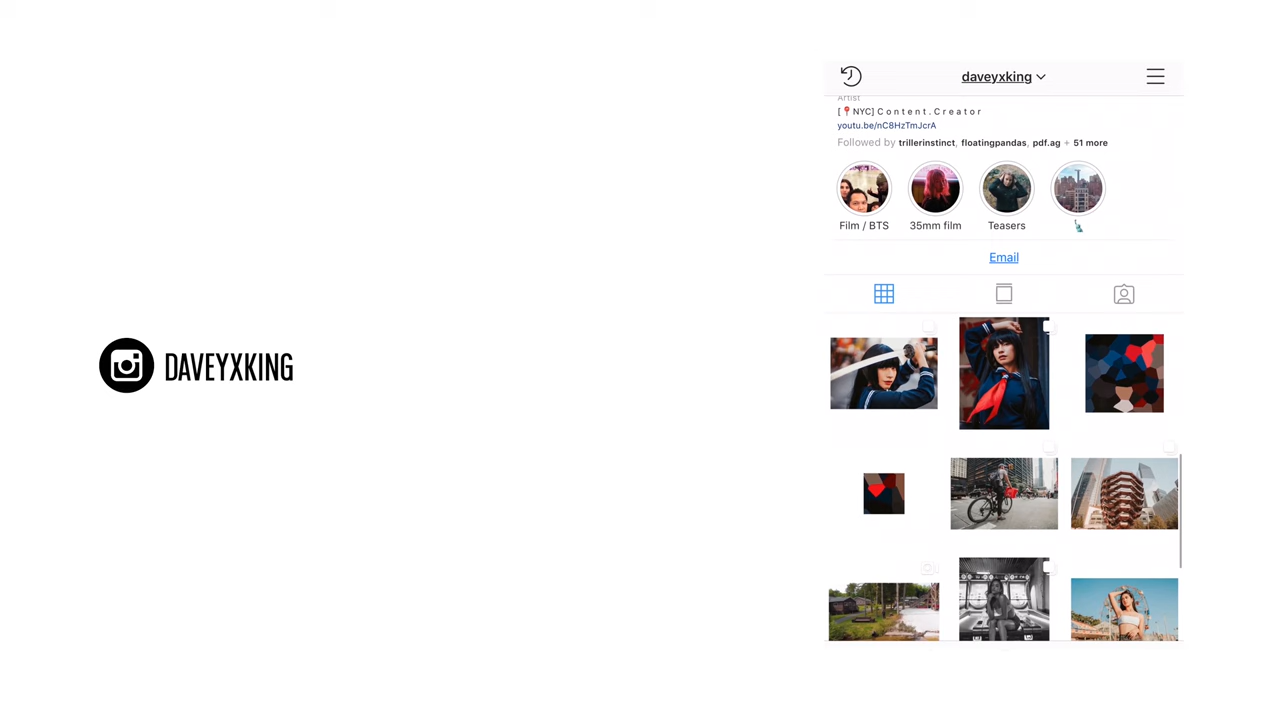 DAVEYXKING
daveyxking
Artist
[📍NYC] C o n t e n t . C r e a t o r
youtu.be/nC8HzTmJcrA
Followed by trillerinstinct, floatingpandas, pdf.ag + 51 more
Film / BTS 35mm film Teasers 🗽
Email